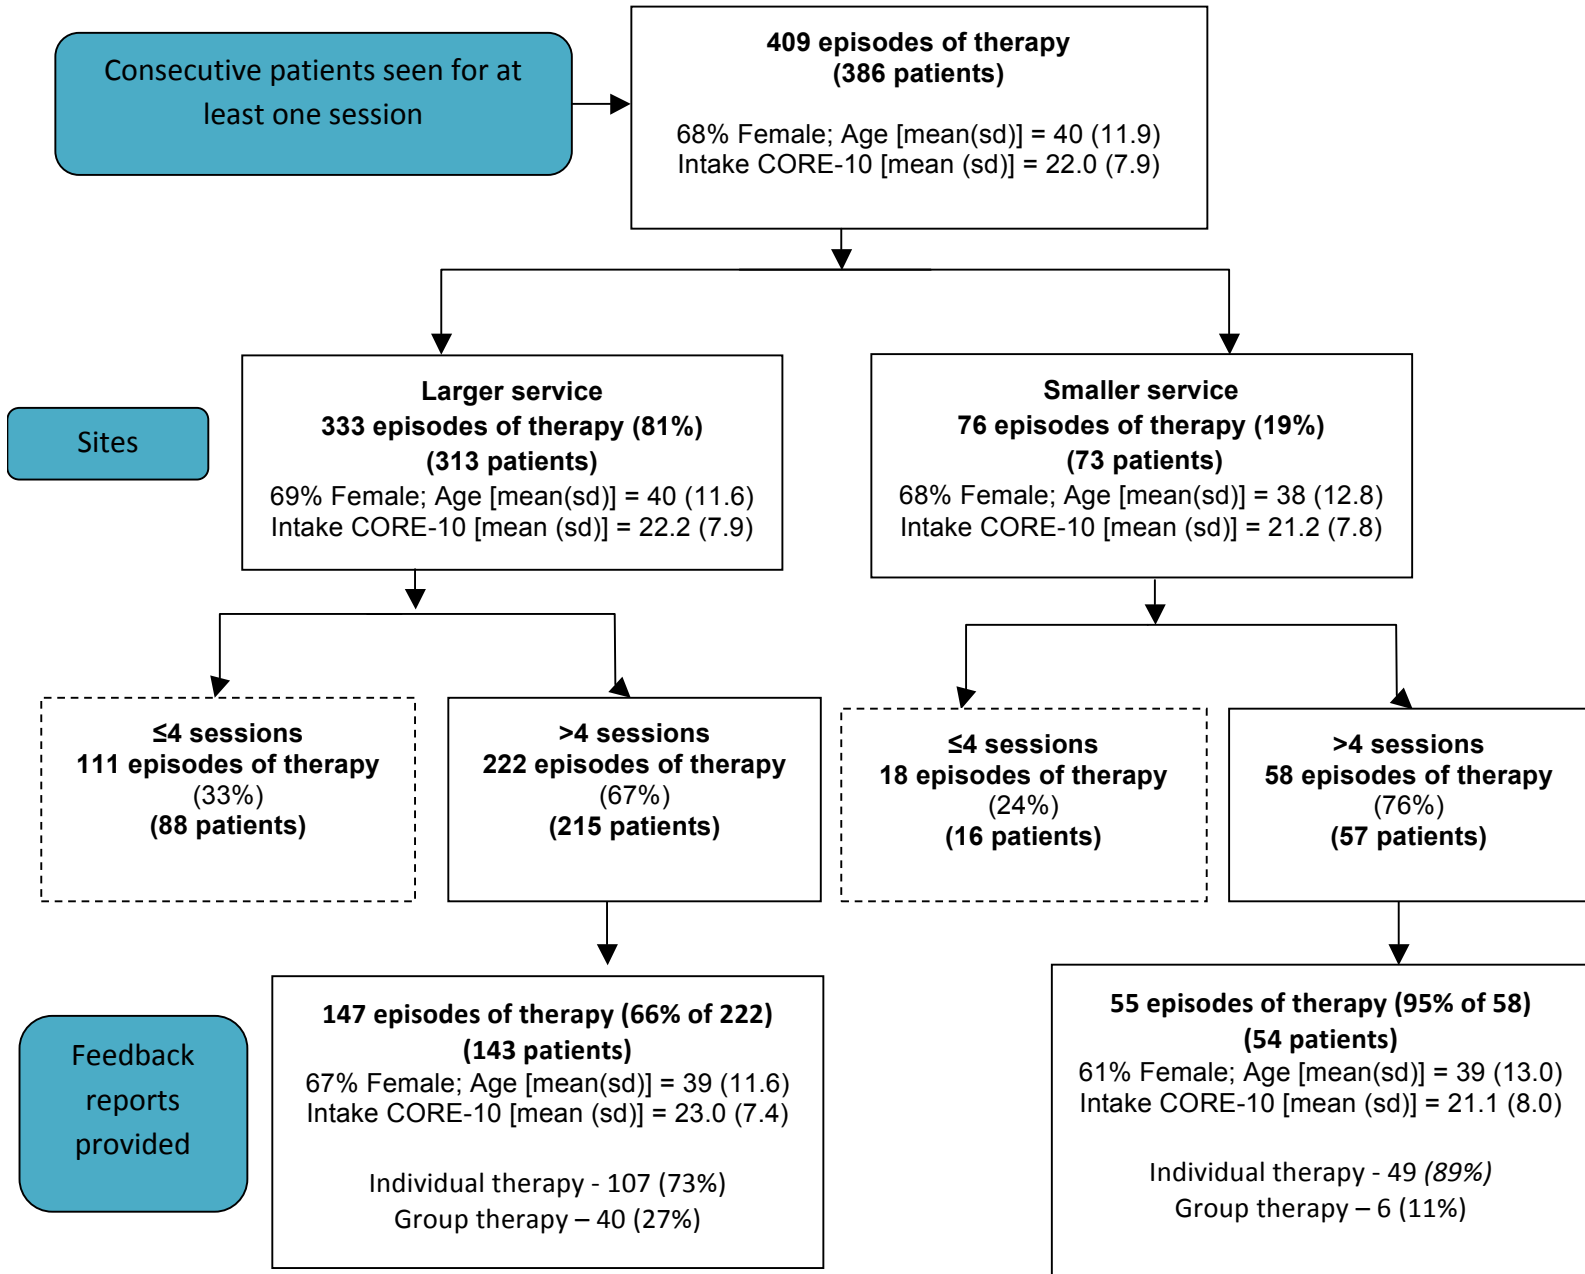 Consecutive patients seen for at
least one session
409 episodes of therapy
(386 patients)
68% Female; Age [mean(sd)] = 40 (11.9)
Intake CORE-10 [mean (sd)] = 22.0 (7.9)
Sites
Larger service
333 episodes of therapy (81%)
(313 patients)
69% Female; Age [mean(sd)] = 40 (11.6)
Intake CORE-10 [mean (sd)] = 22.2 (7.9)
Smaller service
76 episodes of therapy (19%)
(73 patients)
68% Female; Age [mean(sd)] = 38 (12.8)
Intake CORE-10 [mean (sd)] = 21.2 (7.8)
≤4 sessions
111 episodes of therapy
(33%)
(88 patients)
>4 sessions
222 episodes of therapy
(67%)
(215 patients)
≤4 sessions
18 episodes of therapy
(24%)
(16 patients)
>4 sessions
58 episodes of therapy
(76%)
(57 patients)
Feedback
reports
provided
147 episodes of therapy (66% of 222)
(143 patients)
67% Female; Age [mean(sd)] = 39 (11.6)
Intake CORE-10 [mean (sd)] = 23.0 (7.4)
Individual therapy - 107 (73%)
Group therapy – 40 (27%)
55 episodes of therapy (95% of 58)
(54 patients)
61% Female; Age [mean(sd)] = 39 (13.0)
Intake CORE-10 [mean (sd)] = 21.1 (8.0)
Individual therapy - 49 (89%)
Group therapy – 6 (11%)